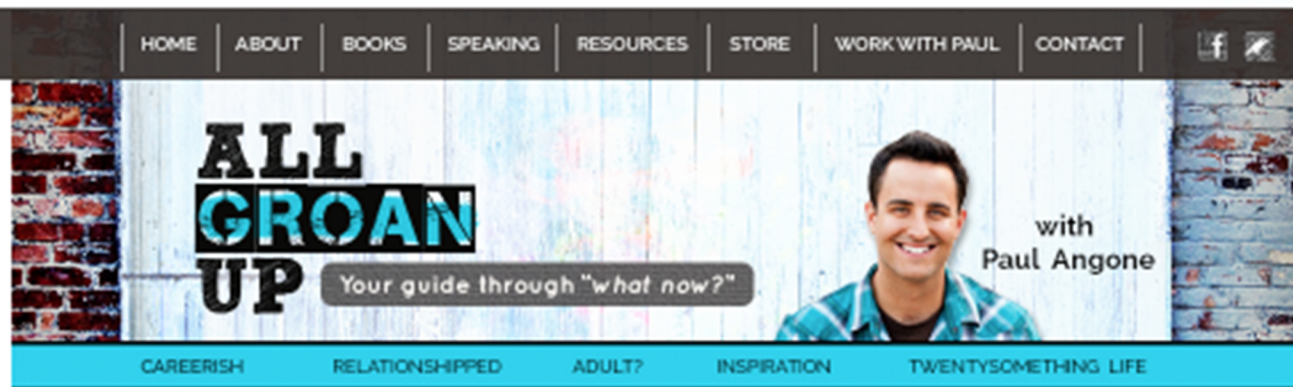 HOME ABOUT BOOKS SPEAKING RESOURCES STORE WORK WITH PAUL CONTACT
ALL
GROAN
UP
Your guide through "what now?"
with
Paul Angone
CAREERISH RELATIONSHIPPED ADULT? INSPIRATION TWENTYSOMETHING LIFE